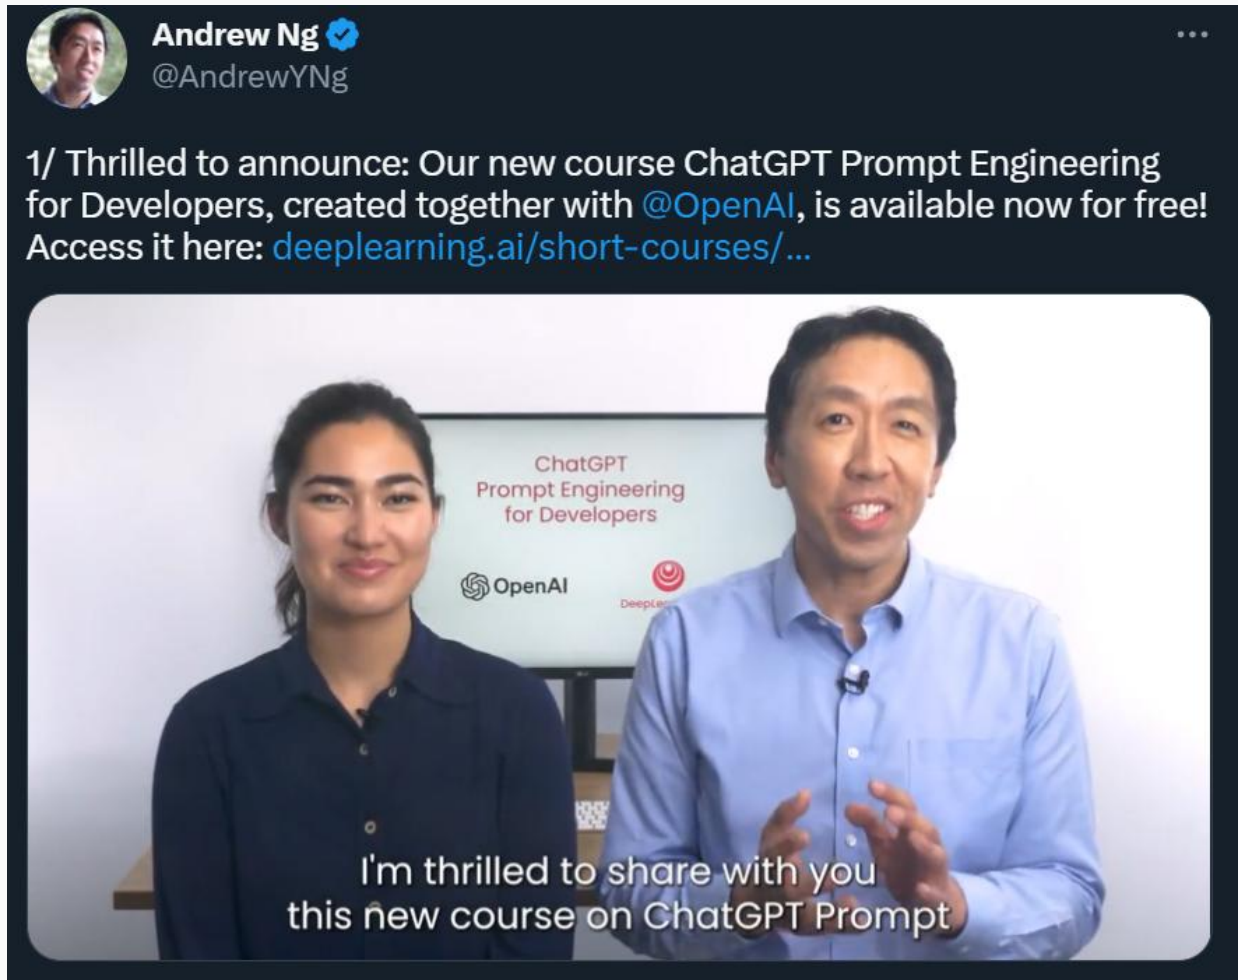 Andrew Ng
@AndrewYNg
1/ Thrilled to announce: Our new course ChatGPT Prompt Engineering
for Developers, created together with @OpenAI, is available now for free!
Access it here: deeplearning.ai/short-courses/...
ChatGPT
Prompt Engineering
for Developers
OpenAI
I'm thrilled to share with you
this new course on ChatGPT Prompt